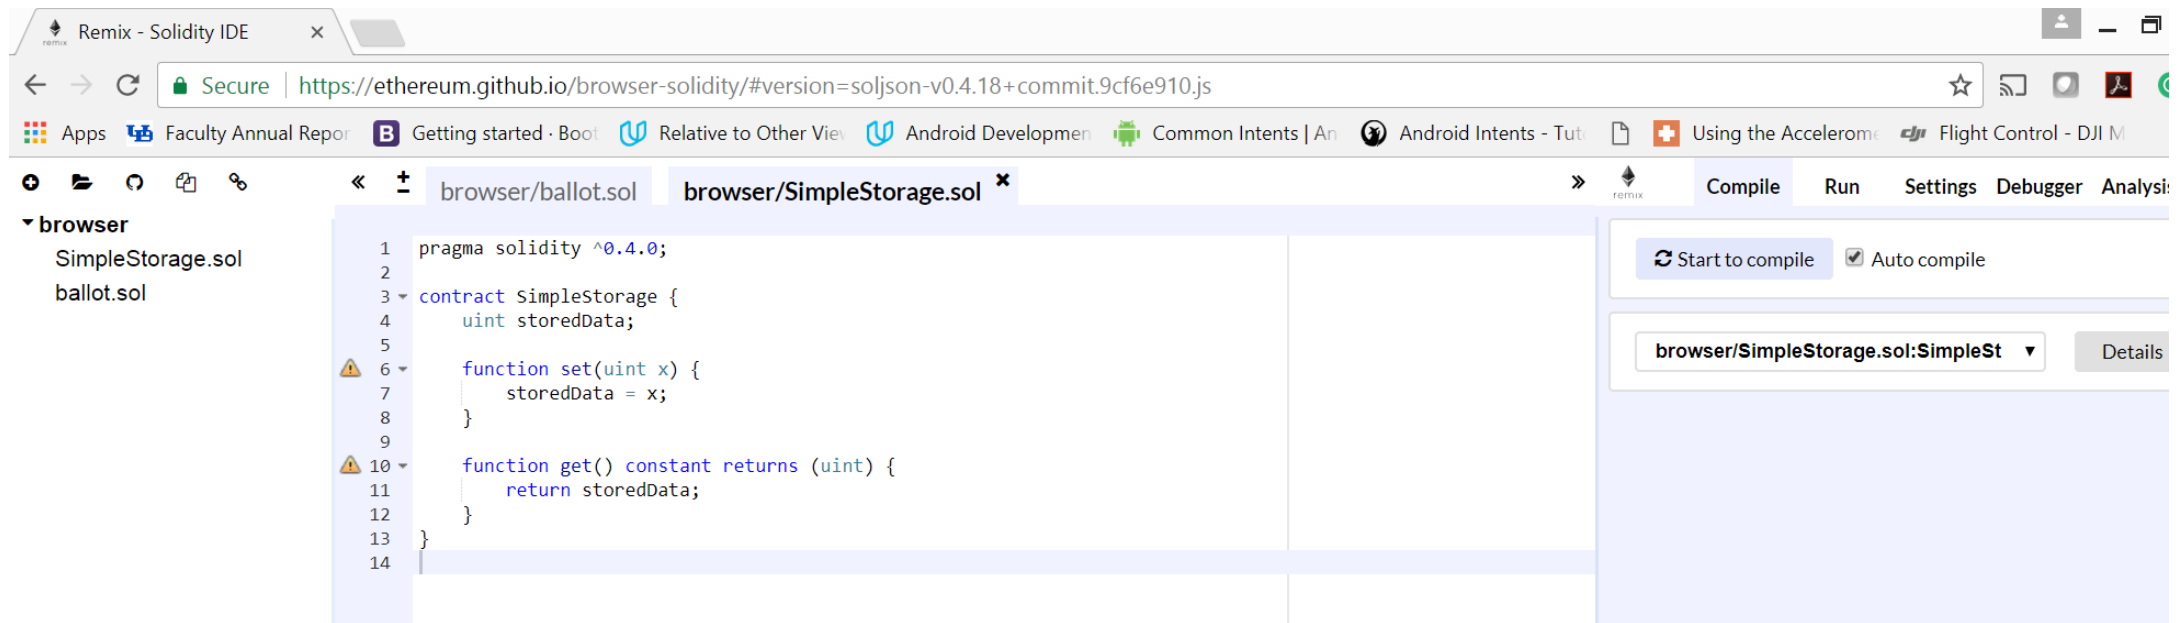 Remix - Solidity IDE
remix
Secure https://ethereum.github.io/browser-solidity/#version=soljson-v0.4.18+commit.9cf6e910.js
Apps Faculty Annual Repor Getting started · Boot Relative to Other Vie Android Developmen Common Intents | An Android Intents - Tut Using the Accelerome Flight Control - DJI M
browser/ballot.sol browser/SimpleStorage.sol remix Compile Run Settings Debugger Analysis
browser
SimpleStorage.sol
ballot.sol
1 pragma solidity ^0.4.0;
2
3 contract SimpleStorage {
4 uint storedData;
5
6 function set(uint x) {
7 storedData = x;
8 }
9
10 function get() constant returns (uint) {
11 return storedData;
12 }
13 }
14
Start to compile Auto compile
browser/SimpleStorage.sol:SimpleSt Details